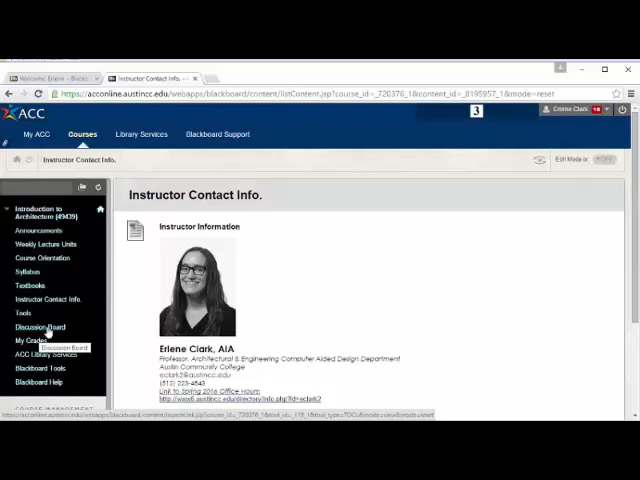 Welcome, Erlene – Blackb
Instructor Contact Info. –
https://acconline.austincc.edu/webapps/blackboard/content/listContent.jsp?course_id=_720376_1&content_id=_8195957_1&mode=reset
ACC
3
Erlene Clark
My ACC
Courses
Library Services
Blackboard Support
Instructor Contact Info.
Edit Mode is:
Introduction to Architecture (49439)
Announcements
Weekly Lecture Units
Course Orientation
Syllabus
Textbooks
Instructor Contact Info.
Tools
Discussion Board
My Grades
Discussion Board
ACC Library Services
Blackboard Tools
Blackboard Help
COURSE MANAGEMENT
Instructor Contact Info.
Instructor Information
Erlene Clark, AIA
Professor, Architectural & Engineering Computer Aided Design Department
Austin Community College
eclark2@austincc.edu
(512) 223-4843
Link to Spring 2016 Office Hours:
http://www6.austincc.edu/directory/info.php?id=eclark2